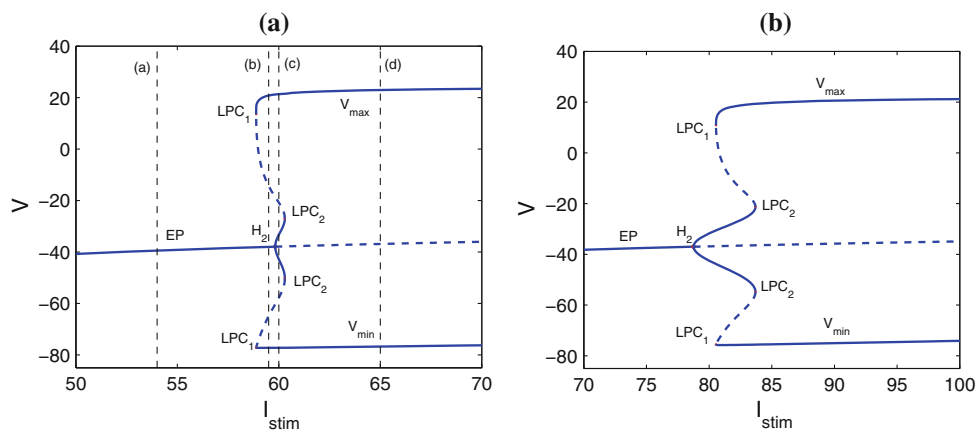 (a)
40
20
0
−20
−40
−60
−80
V
(a)
(b)
(c)
(d)
LPC1
Vmax
LPC2
H2
EP
LPC2
LPC1
Vmin
50
55
60
65
70
Istim
(b)
40
20
0
−20
−40
−60
−80
V
Vmax
LPC1
LPC2
H2
EP
LPC2
LPC1
Vmin
70
75
80
85
90
95
100
Istim